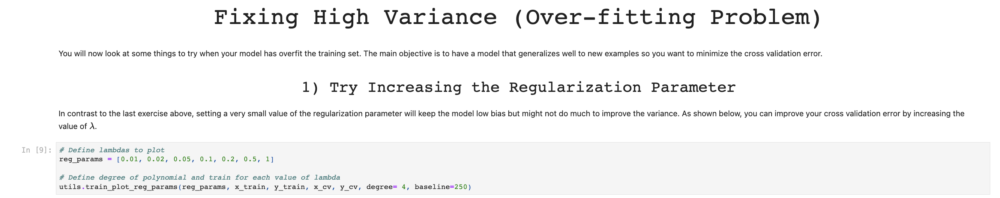 Fixing High Variance (Over-fitting Problem)
You will now look at some things to try when your model has overfit the training set. The main objective is to have a model that generalizes well to new examples so you want to minimize the cross validation error.
1) Try Increasing the Regularization Parameter
In contrast to the last exercise above, setting a very small value of the regularization parameter will keep the model low bias but might not do much to improve the variance. As shown below, you can improve your cross validation error by increasing the
value of λ.
In [9]:
# Define lambdas to plot
reg_params = [0.01, 0.02, 0.05, 0.1, 0.2, 0.5, 1]
# Define degree of polynomial and train for each value of lambda
utils.train_plot_reg_params(reg_params, x_train, y_train, x_cv, y_cv, degree= 4, baseline=250)